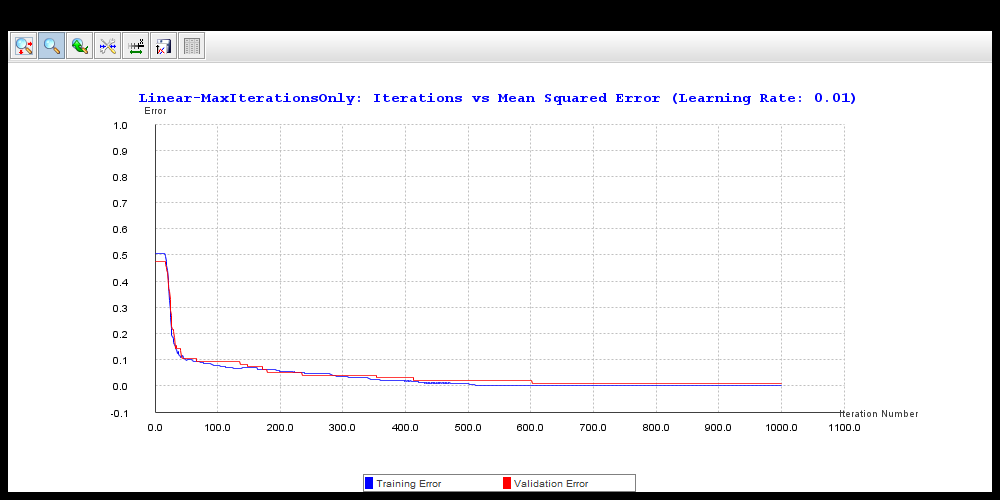 Linear-MaxIterationsOnly: Iterations vs Mean Squared Error (Learning Rate: 0.01)
Error
1.0
0.9
0.8
0.7
0.6
0.5
0.4
0.3
0.2
0.1
0.0
-0.1
Iteration Number
0.0 100.0 200.0 300.0 400.0 500.0 600.0 700.0 800.0 900.0 1000.0 1100.0
Training Error Validation Error